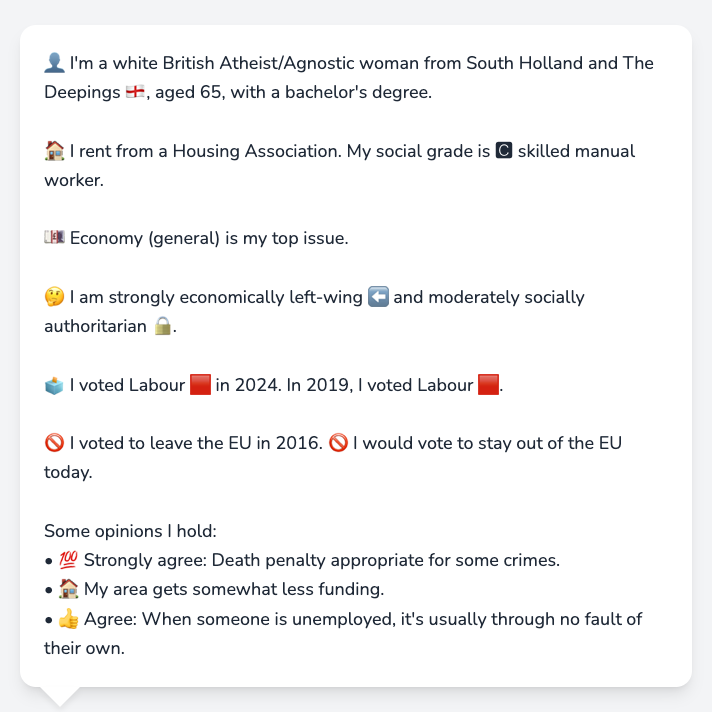 👤 I'm a white British Atheist/Agnostic woman from South Holland and The
Deepings 🏴󠁧󠁢󠁥󠁮󠁧󠁿, aged 65, with a bachelor's degree.
🏠 I rent from a Housing Association. My social grade is 🅲 skilled manual
worker.
💷 Economy (general) is my top issue.
🤔 I am strongly economically left-wing ⬅️ and moderately socially
authoritarian 🔒.
🗳️ I voted Labour 🟥 in 2024. In 2019, I voted Labour 🟥.
🚫 I voted to leave the EU in 2016. 🚫 I would vote to stay out of the EU
today.
Some opinions I hold:
• 💯 Strongly agree: Death penalty appropriate for some crimes.
• 🏠 My area gets somewhat less funding.
• 👍 Agree: When someone is unemployed, it's usually through no fault of
their own.